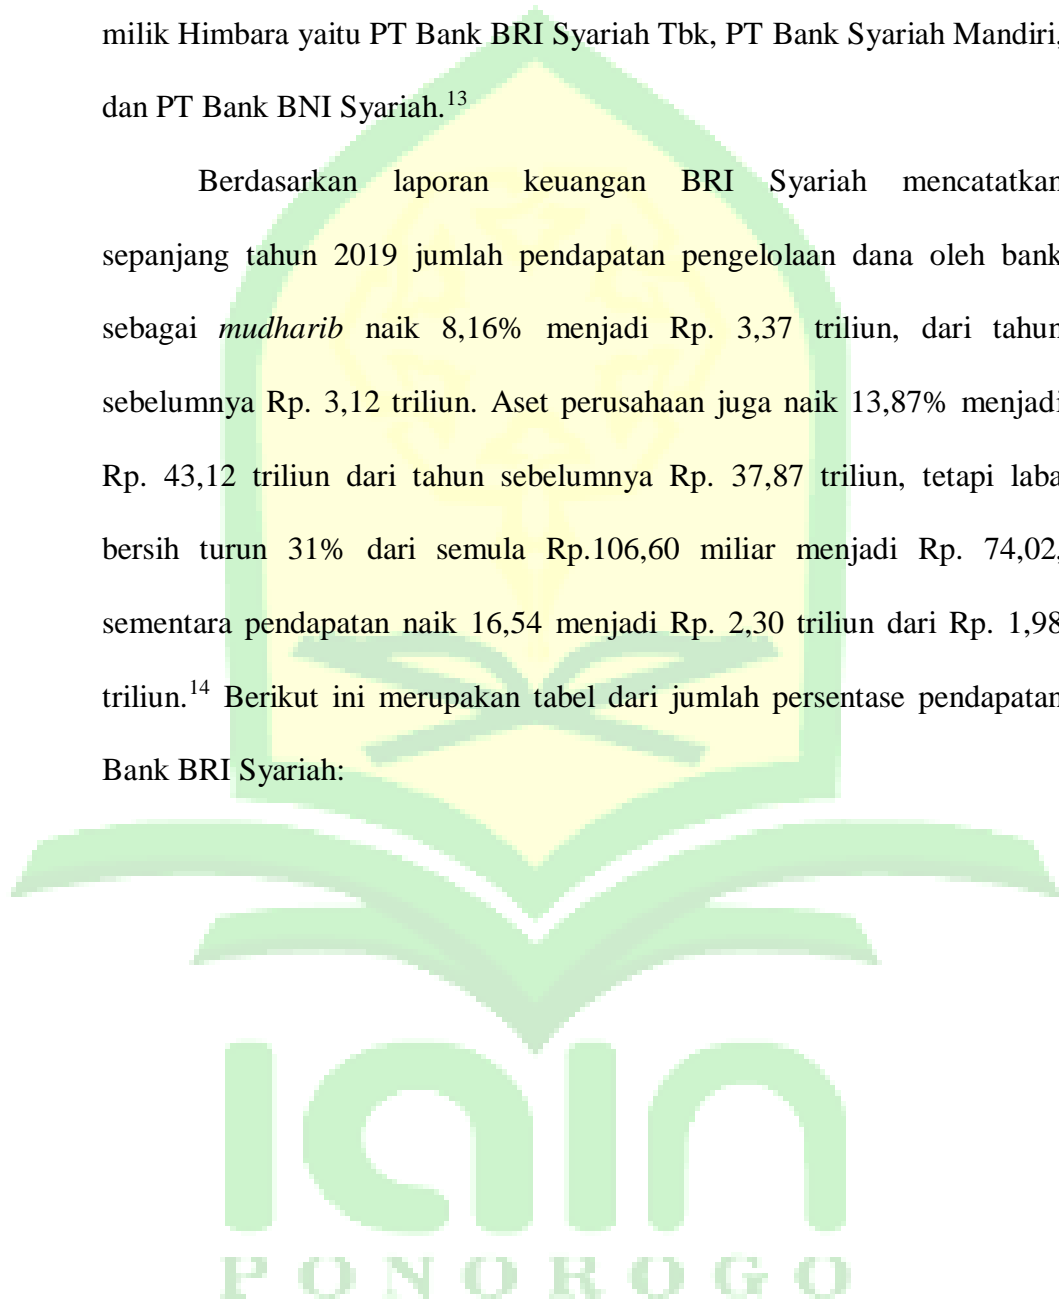 milik Himbara yaitu PT Bank BRI Syariah Tbk, PT Bank Syariah Mandiri,
dan PT Bank BNI Syariah.13
Berdasarkan laporan keuangan BRI Syariah mencatatkan
sepanjang tahun 2019 jumlah pendapatan pengelolaan dana oleh bank
sebagai mudharib naik 8,16% menjadi Rp. 3,37 triliun, dari tahun
sebelumnya Rp. 3,12 triliun. Aset perusahaan juga naik 13,87% menjadi
Rp. 43,12 triliun dari tahun sebelumnya Rp. 37,87 triliun, tetapi laba
bersih turun 31% dari semula Rp.106,60 miliar menjadi Rp. 74,02,
sementara pendapatan naik 16,54 menjadi Rp. 2,30 triliun dari Rp. 1,98
triliun.14 Berikut ini merupakan tabel dari jumlah persentase pendapatan
Bank BRI Syariah:
iain
PONOROGO